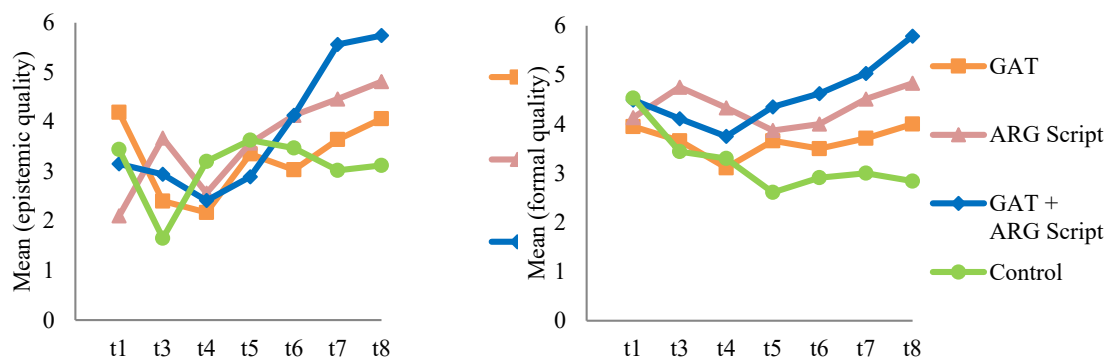 Mean (epistemic quality)
6
5
4
3
2
1
0
t1 t3 t4 t5 t6 t7 t8
Mean (formal quality)
6
5
4
3
2
1
0
t1 t3 t4 t5 t6 t7 t8
GAT
ARG Script
GAT +
ARG Script
Control